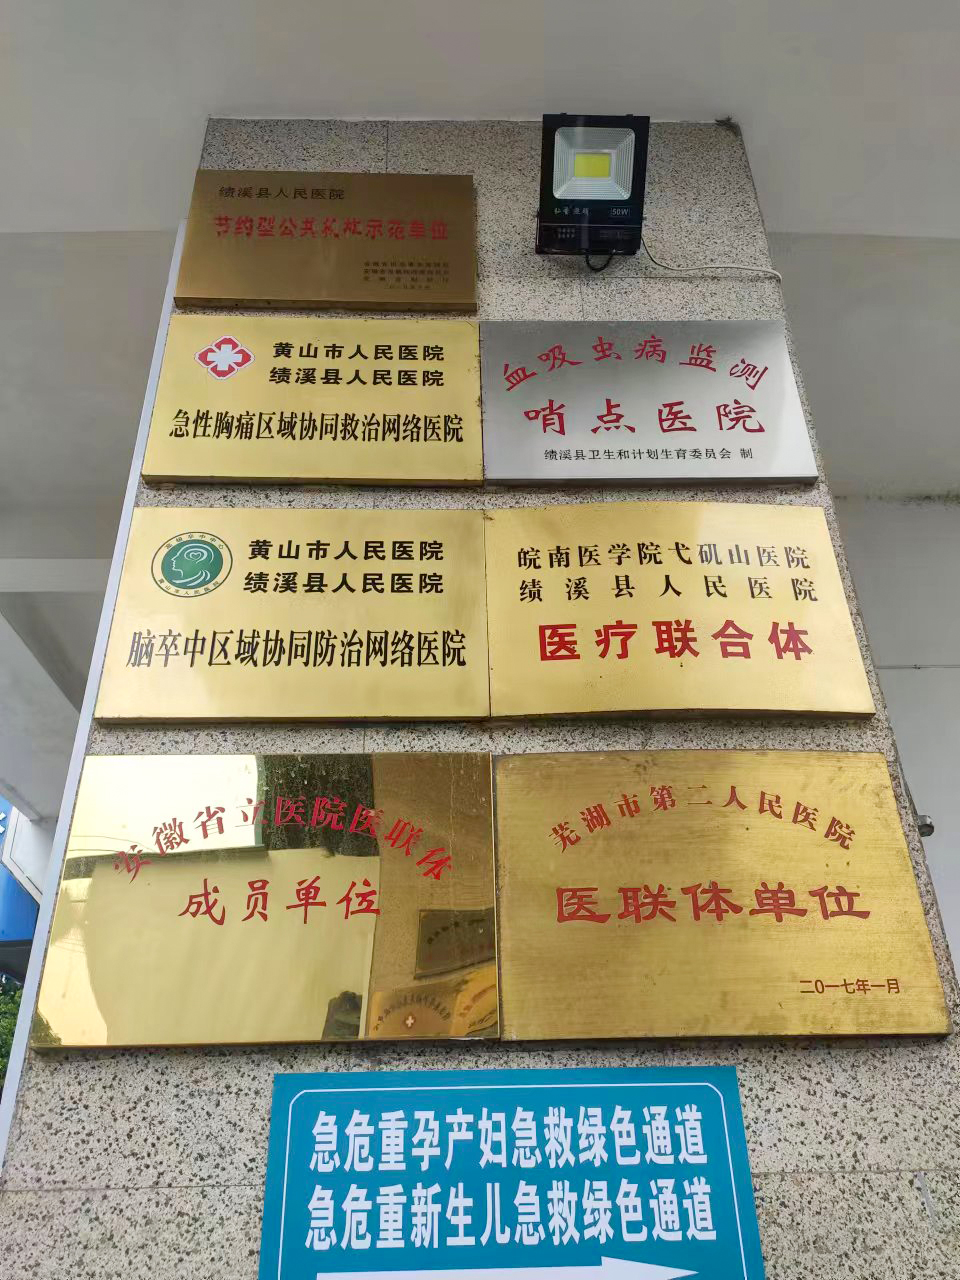 绩溪县人民医院
节约型公共机构示范单位
50W
黄山市人民医院
绩溪县人民医院
急性胸痛区域协同救治网络医院
血吸虫病监测
哨点医院
绩溪县卫生和计划生育委员会 制
黄山市人民医院
绩溪县人民医院
脑卒中区域协同防治网络医院
皖南医学院弋矶山医院
绩溪县人民医院
医疗联合体
安徽省立医院医联体
成员单位
芜湖市第二人民医院
医联体单位
二〇一七年一月
急危重孕产妇急救绿色通道
急危重新生儿急救绿色通道